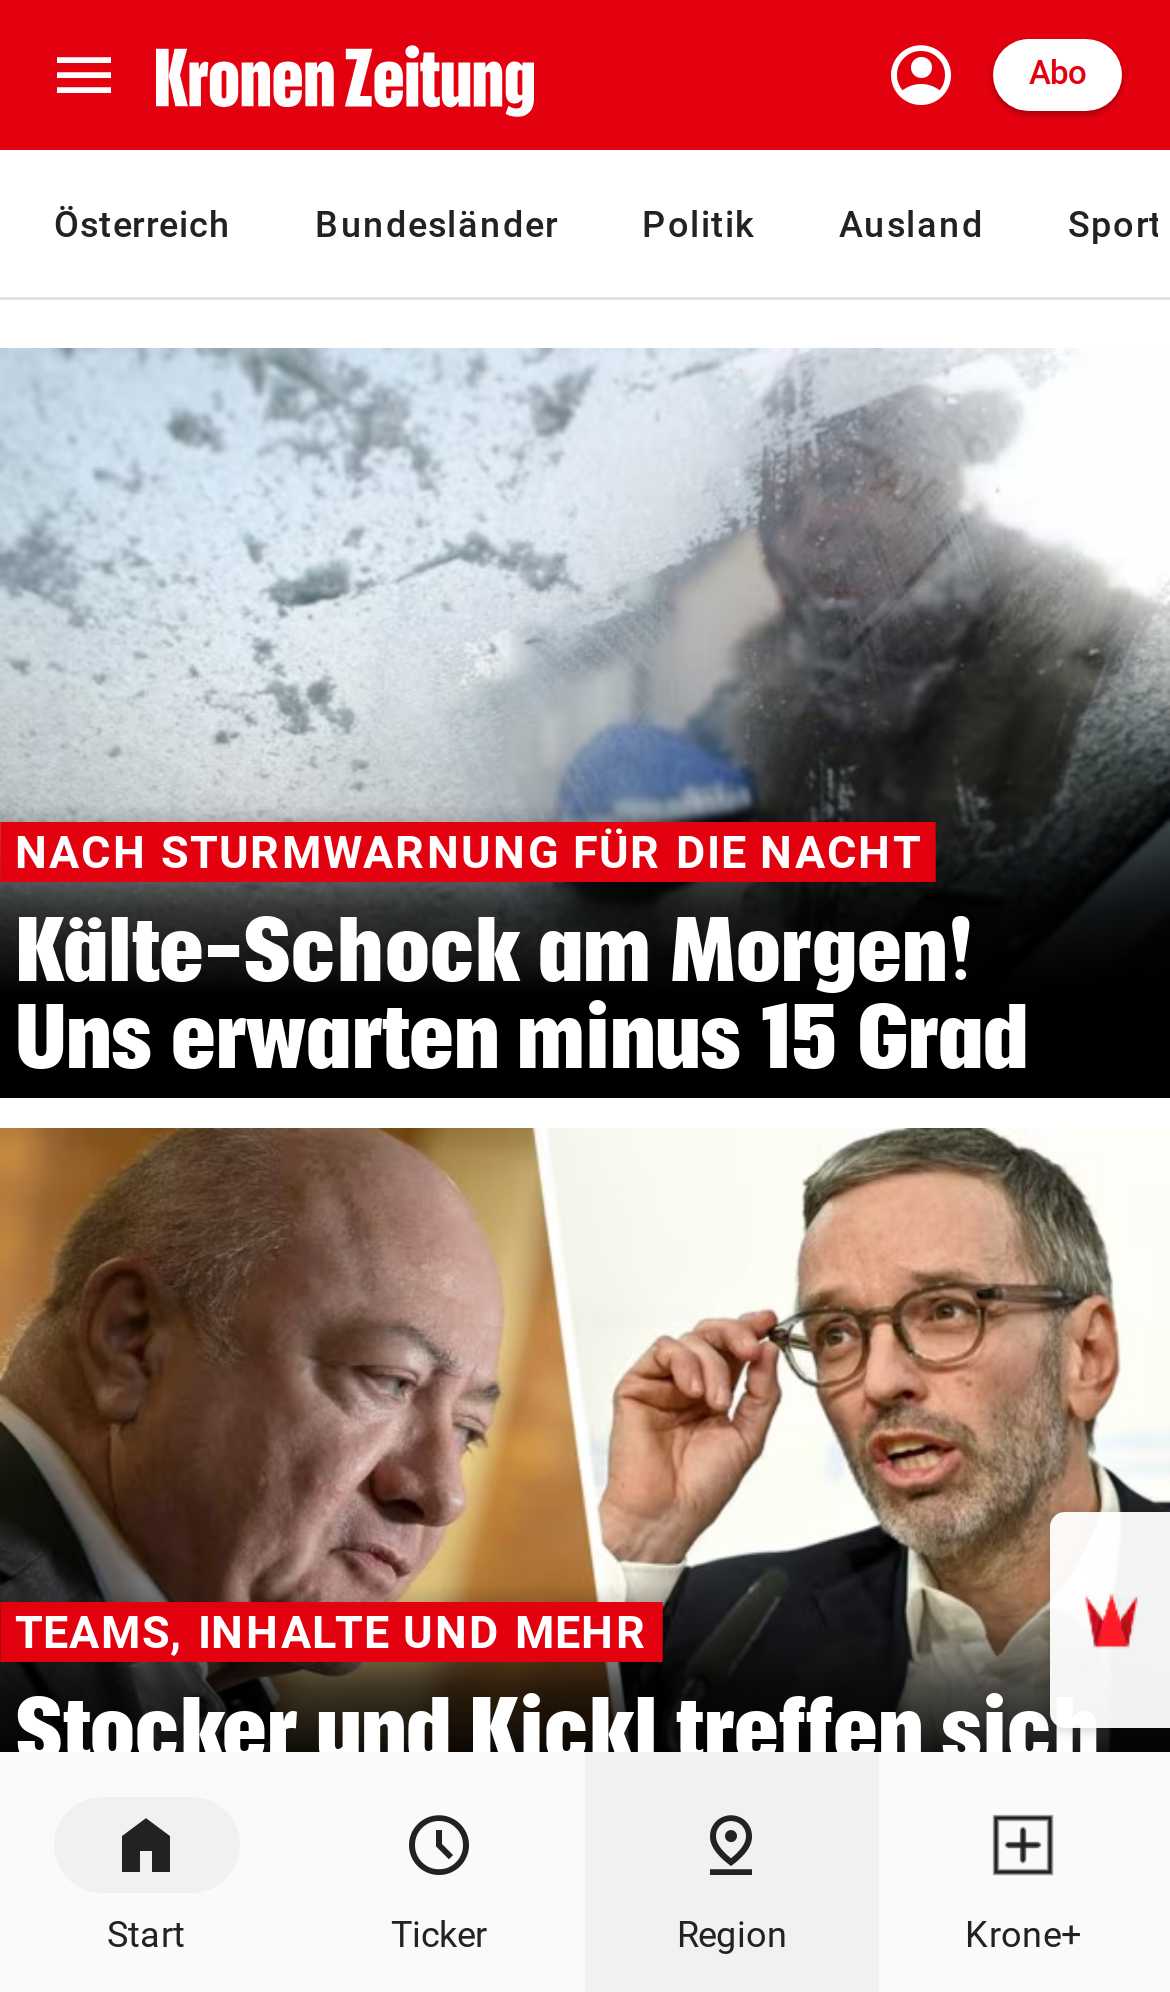 Kronen Zeitung
Abo
Österreich Bundesländer Politik Ausland Sport
NACH STURMWARNUNG FÜR DIE NACHT
Kälte-Schock am Morgen!
Uns erwarten minus 15 Grad
TEAMS, INHALTE UND MEHR
Stocker und Kickl treffen sich
Start Ticker Region Krone+